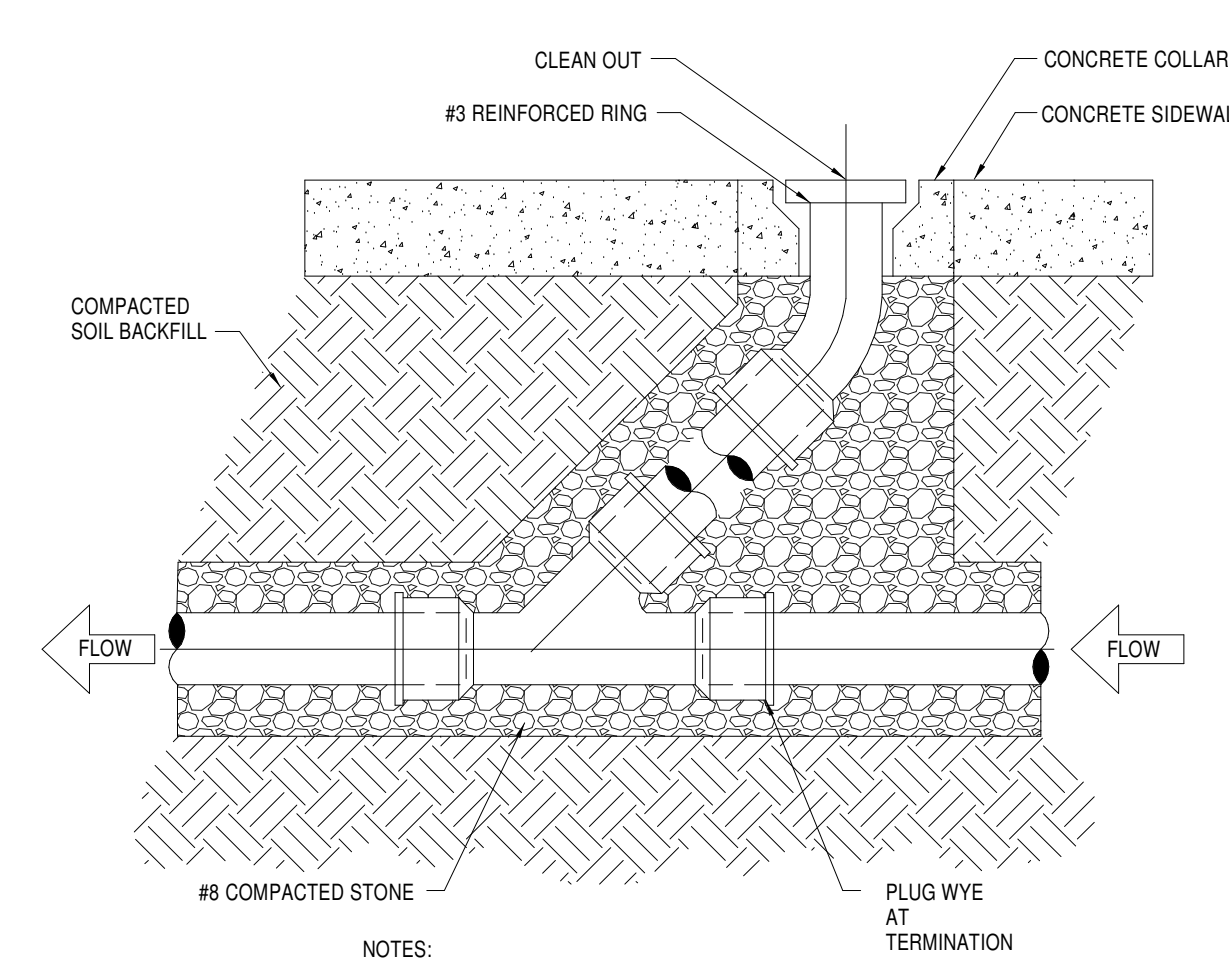 CLEAN OUT
CONCRETE COLLAR
#3 REINFORCED RING
CONCRETE
COMPACTED
SOIL BACKFILL
FLOW
FLOW
#8 COMPACTED STONE
PLUG WYE
AT
TERMINATION
NOTES: